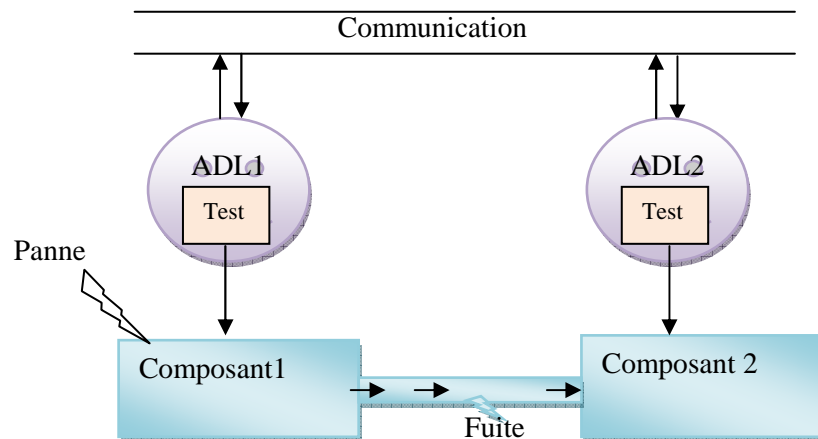 Communication
ADL1
ADL2
Test
Test
Panne
Composant1
Composant 2
Fuite